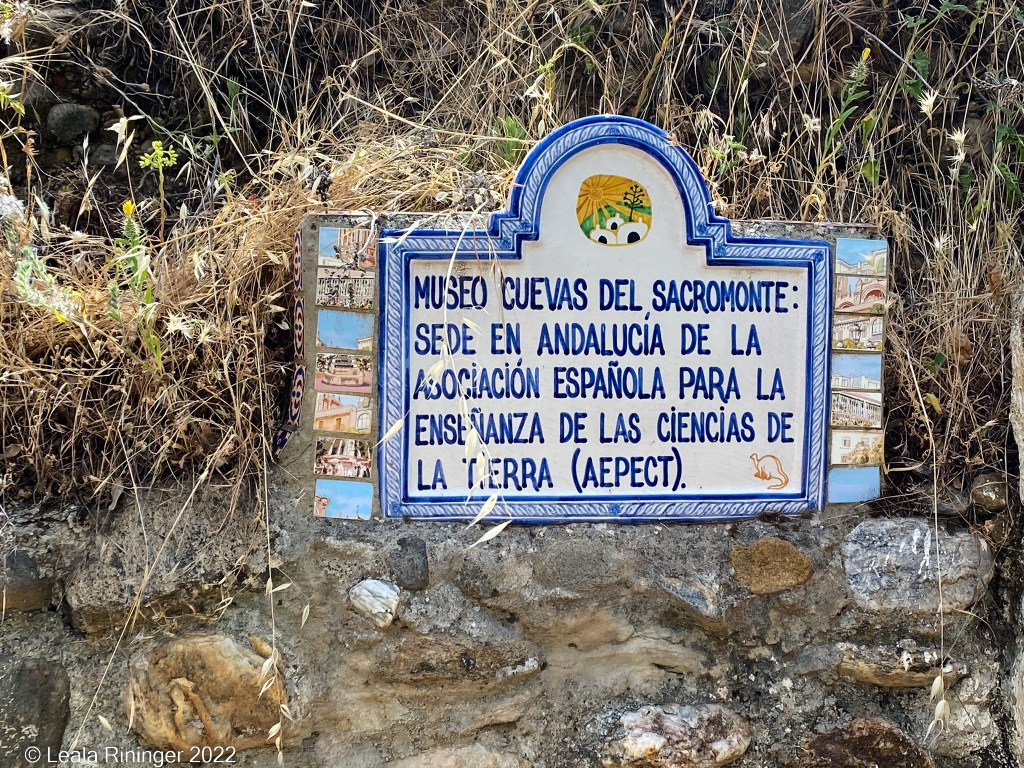 MUSEO CUEVAS DEL SACROMONTE:
SEDE EN ANDALUCÍA DE LA
ASOCIACIÓN ESPAÑOLA PARA LA
ENSEÑANZA DE LAS CIENCIAS DE
LA TIERRA (AEPECT).
© Leala Rininger 2022